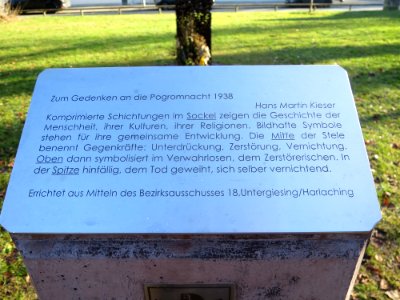 Zum Gedenken an die Pogromnacht 1938
Hans Martin Kieser
Komprimierte Schichtungen im Sockel zeigen die Geschichte der
Menschheit, ihrer Kulturen, ihrer Religionen. Bildhafte Symbole
stehen für ihre gemeinsame Entwicklung. Die Mitte der Stele
benennt Gegenkräfte: Unterdrückung, Zerstörung, Vernichtung.
Oben dann symbolisiert im Verwahrlosen, dem Zerstörerischen. In
der Spitze hinfällig, dem Tod geweiht, sich selber vernichtend.
Errichtet aus Mitteln des Bezirksausschusses 18.Untergiesing/Harlaching